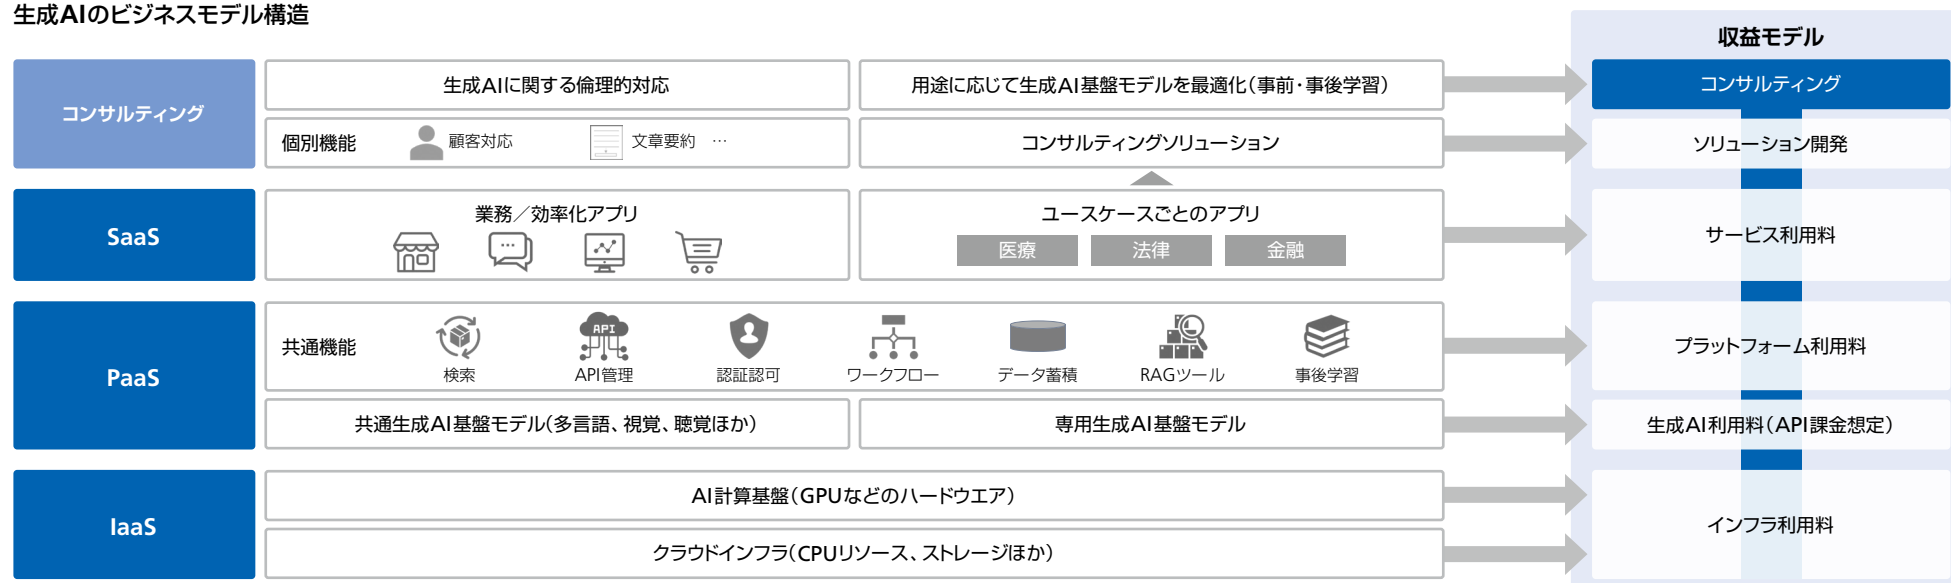 生成AIのビジネスモデル構造
収益モデル
コンサルティング
生成AIに関する倫理的対応
用途に応じて生成AI基盤モデルを最適化（事前・事後学習）
コンサルティング
個別機能
顧客対応
文章要約
…
コンサルティングソリューション
ソリューション開発
SaaS
業務／効率化アプリ
ユースケースごとのアプリ
医療
法律
金融
サービス利用料
PaaS
共通機能
検索
API
API管理
認証認可
ワークフロー
データ蓄積
RAGツール
事後学習
プラットフォーム利用料
共通生成AI基盤モデル（多言語、視覚、聴覚ほか）
専用生成AI基盤モデル
生成AI利用料（API課金想定）
IaaS
AI計算基盤（GPUなどのハードウエア）
クラウドインフラ（CPUリソース、ストレージほか）
インフラ利用料